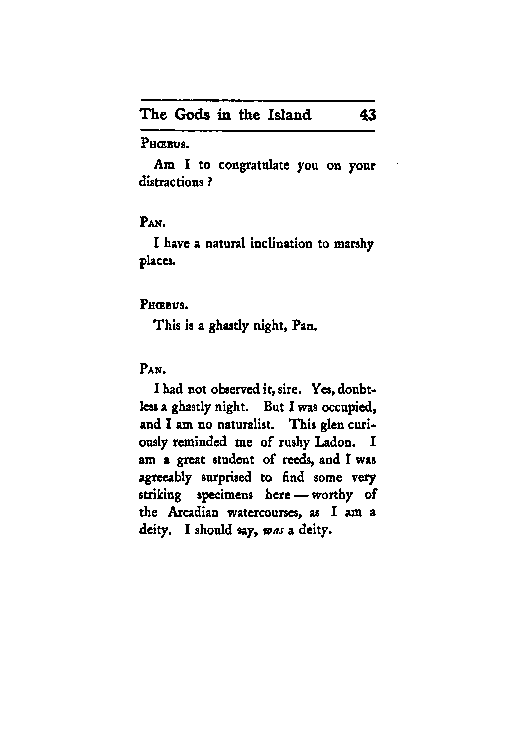 The Gods in the Island 43
PHŒBUS.
Am I to congratulate you on your
distractions ?
PAN.
I have a natural inclination to marshy
places.
PHŒBUS.
This is a ghastly night, Pan.
PAN.
I had not observed it, sire. Yes, doubt-
less a ghastly night. But I was occupied,
and I am no naturalist. This glen curi-
ously reminded me of rushy Ladon. I
am a great student of reeds, and I was
agreeably surprised to find some very
striking specimens here — worthy of
the Arcadian watercourses, as I am a
deity. I should say, was a deity.